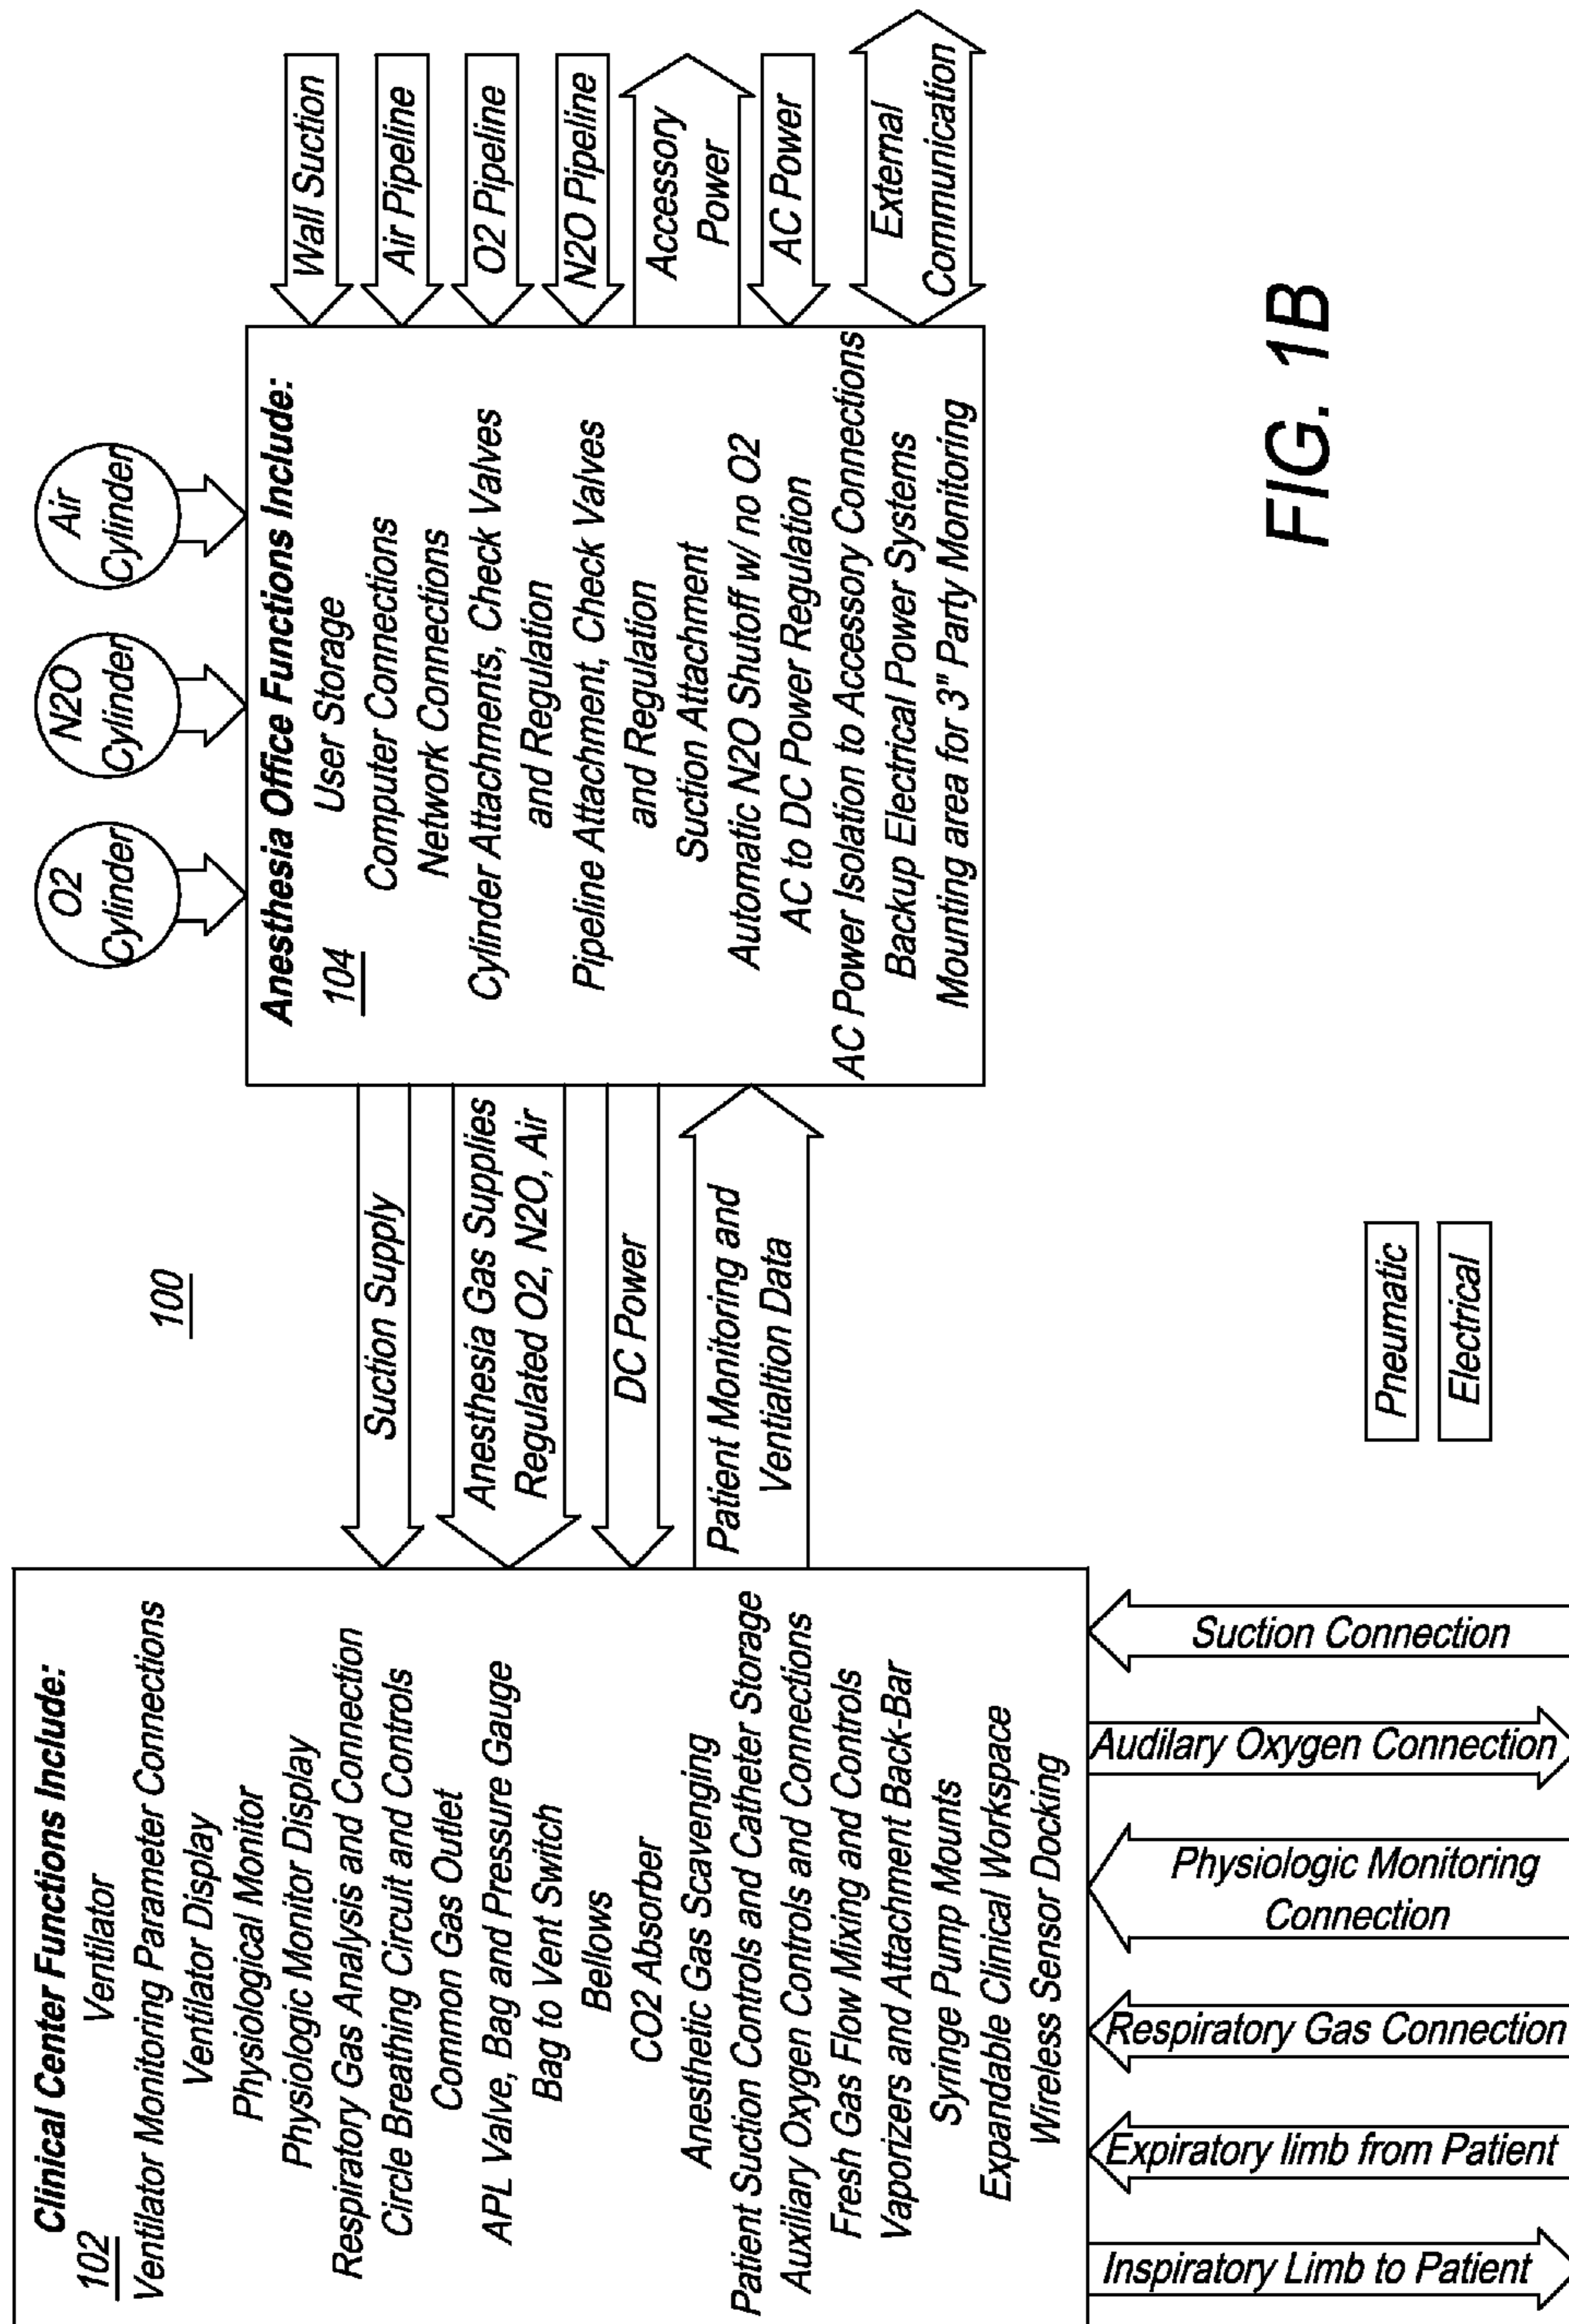 100
Clinical Center Functions Include:
102
Ventilator
Ventilator Monitoring Parameter Connections
Ventilator Display
Physiological Monitor
Physiologic Monitor Display
Respiratory Gas Analysis and Connection
Circle Breathing Circuit and Controls
Common Gas Outlet
APL Valve, Bag and Pressure Gauge
Bag to Vent Switch
Bellows
CO2 Absorber
Anesthetic Gas Scavenging
Patient Suction Controls and Catheter Storage
Auxiliary Oxygen Controls and Connections
Fresh Gas Flow Mixing and Controls
Vaporizers and Attachment Back-Bar
Syringe Pump Mounts
Expandable Clinical Workspace
Wireless Sensor Docking
Suction Supply
Anesthesia Gas Supplies
Regulated O2, N2O, Air
DC Power
Patient Monitoring and
Ventialtion Data
O2
Cylinder
N2O
Cylinder
Air
Cylinder
Anesthesia Office Functions Include:
104
User Storage
Computer Connections
Network Connections
Cylinder Attachments, Check Valves
and Regulation
Pipeline Attachment, Check Valves
and Regulation
Suction Attachment
Automatic N2O Shutoff w/ no O2
AC to DC Power Regulation
AC Power Isolation to Accessory Connections
Backup Electrical Power Systems
Mounting area for 3" Party Monitoring
Wall Suction
Air Pipeline
O2 Pipeline
N2O Pipeline
Accessory
Power
AC Power
External
Communication
Inspiratory Limb to Patient
Expiratory limb from Patient
Respiratory Gas Connection
Physiologic Monitoring
Connection
Audilary Oxygen Connection
Suction Connection
Pneumatic
Electrical
FIG. 1B